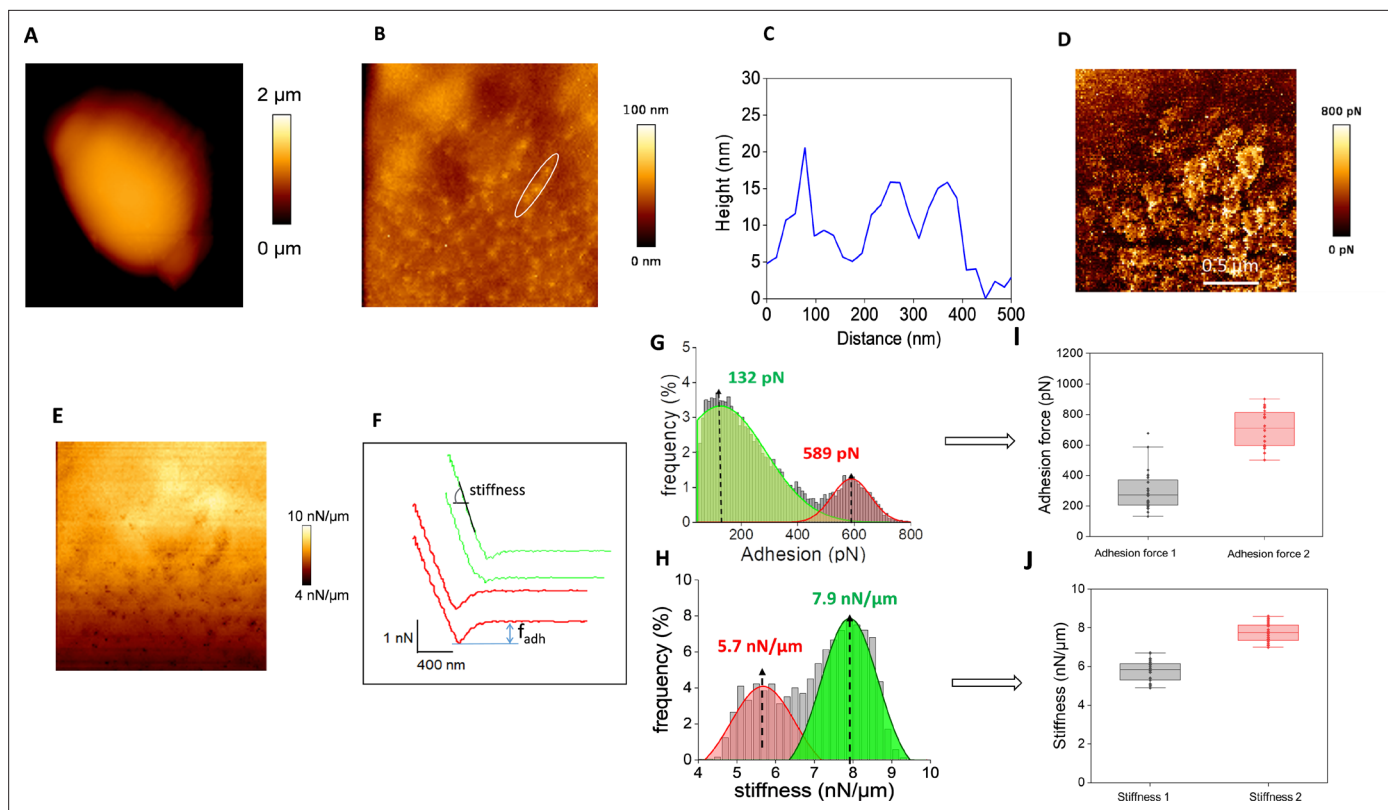 A
2 µm
0 µm
B
100 nm
0 nm
C
Height (nm)
30
25
20
15
10
5
0
0 100 200 300 400 500
Distance (nm)
D
800 pN
0 pN
0.5 µm
E
10 nN/µm
4 nN/µm
F
stiffness
1 nN
400 nm
f adh
G
frequency (%)
5
4
3
2
1
0
132 pN
589 pN
200 400 600 800
Adhesion (pN)
H
frequency (%)
10
8
6
4
2
0
5.7 nN/µm
7.9 nN/µm
4 5 6 7 8 9 10
stiffness (nN/µm)
I
Adhesion force (pN)
1200
1000
800
600
400
200
0
Adhesion force 1 Adhesion force 2
J
Stiffness (nN/µm)
10
8
6
4
2
0
Stiffness 1 Stiffness 2